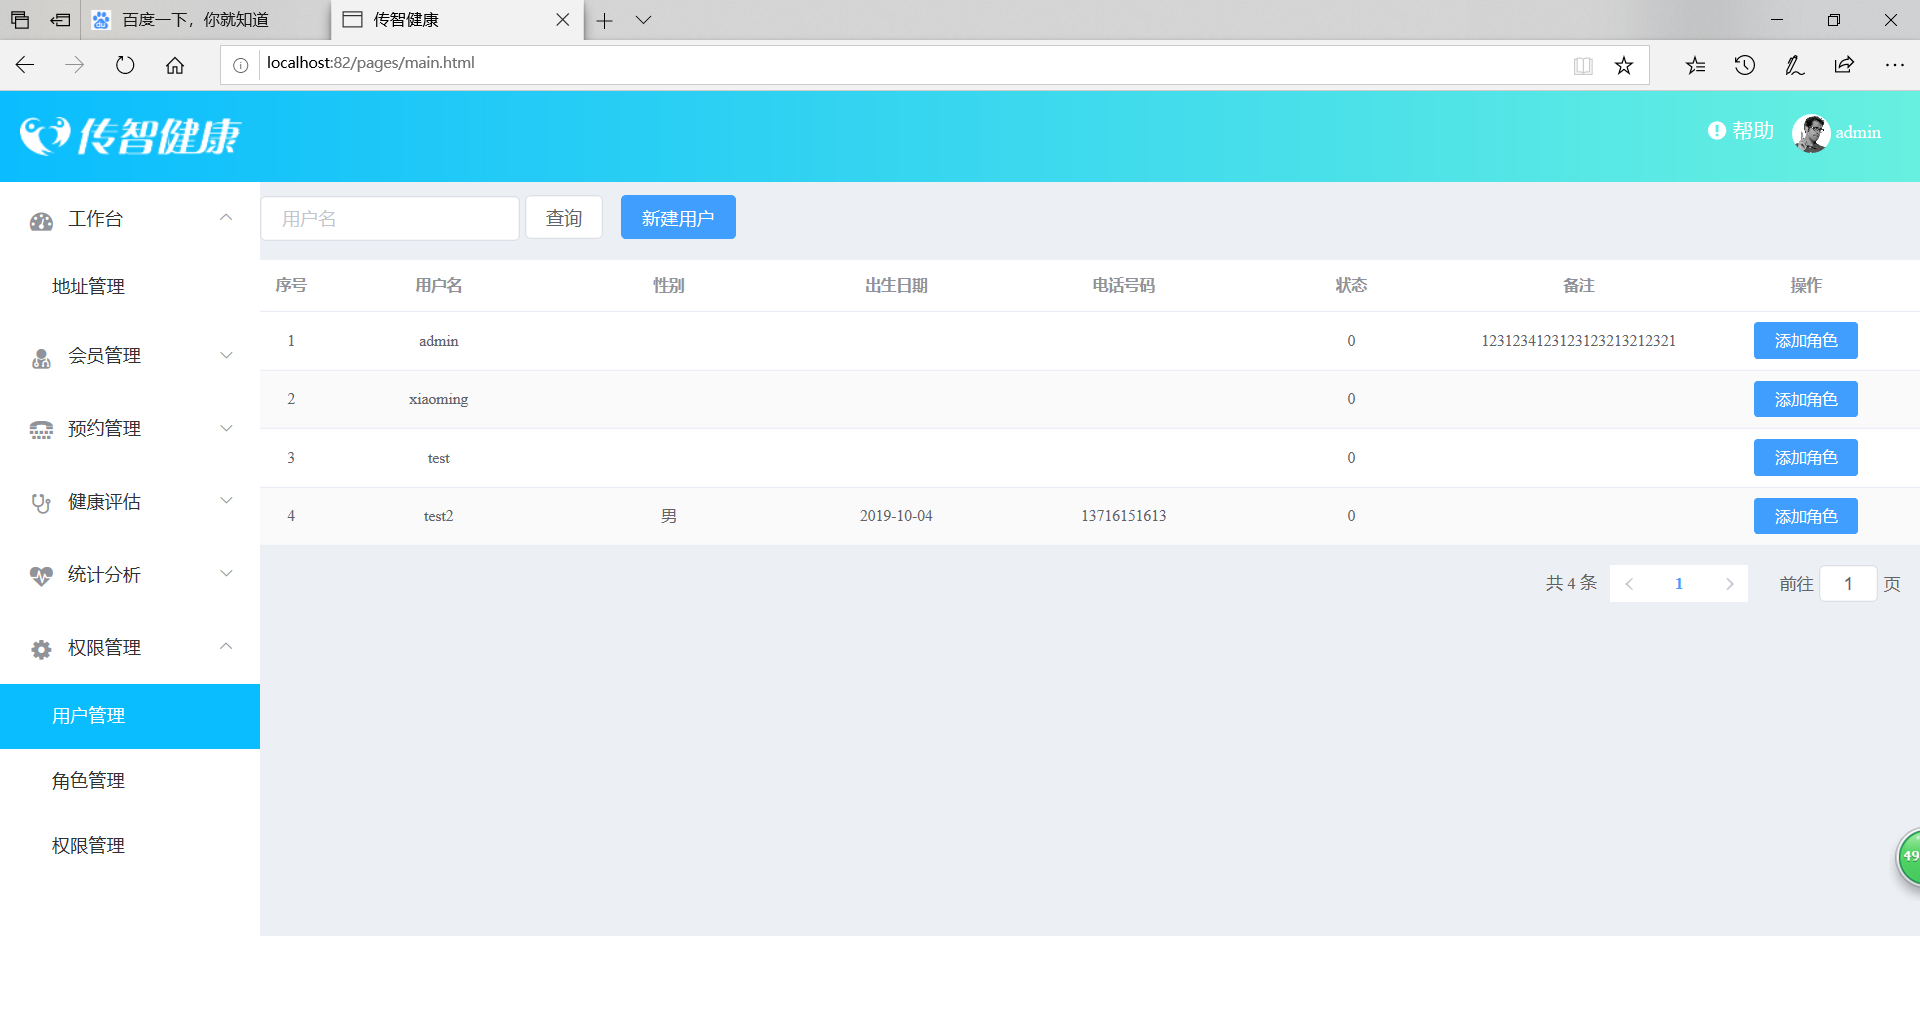 百度一下，你就知道
传智健康
localhost:82/pages/main.html
传智健康
帮助 admin
工作台
地址管理
会员管理
预约管理
健康评估
统计分析
权限管理
用户管理
角色管理
权限管理
用户名 查询 新建用户
序号 用户名 性别 出生日期 电话号码 状态 备注 操作
1 admin 0 1231234123123123213212321 添加角色
2 xiaoming 0 添加角色
3 test 0 添加角色
4 test2 男 2019-10-04 13716151613 0 添加角色
共 4 条 1 前往 1 页
49